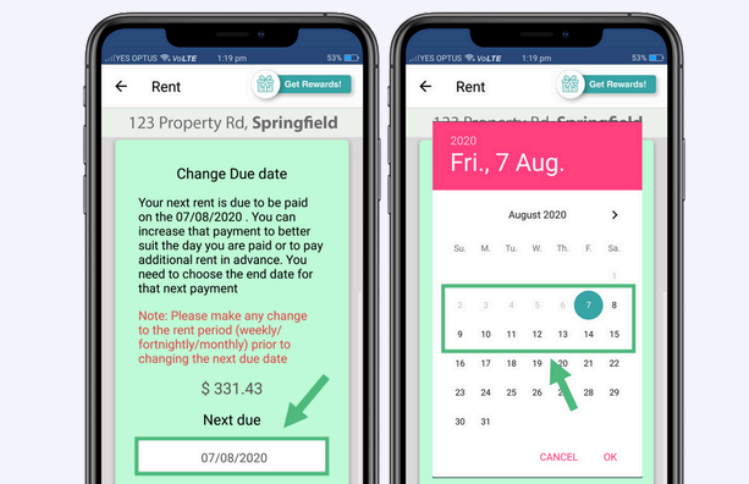 YES OPTUS VoLTE 1:19 pm 53%
Rent
Get Rewards!
123 Property Rd, Springfield
Change Due date
Your next rent is due to be paid
on the 07/08/2020 . You can
increase that payment to better
suit the day you are paid or to pay
additional rent in advance. You
need to choose the end date for
that next payment
Note: Please make any change
to the rent period (weekly/
fortnightly/monthly) prior to
changing the next due date
$ 331.43
Next due
07/08/2020
YES OPTUS VoLTE 1:19 pm 53%
Rent
Get Rewards!
123 Property Rd, Springfield
2020
Fri., 7 Aug.
August 2020
Su. M. Tu. W. Th. F. Sa.
1
2 3 4 5 6 7 8
9 10 11 12 13 14 15
16 17 18 19 20 21 22
23 24 25 26 28 29
30 31
CANCEL OK